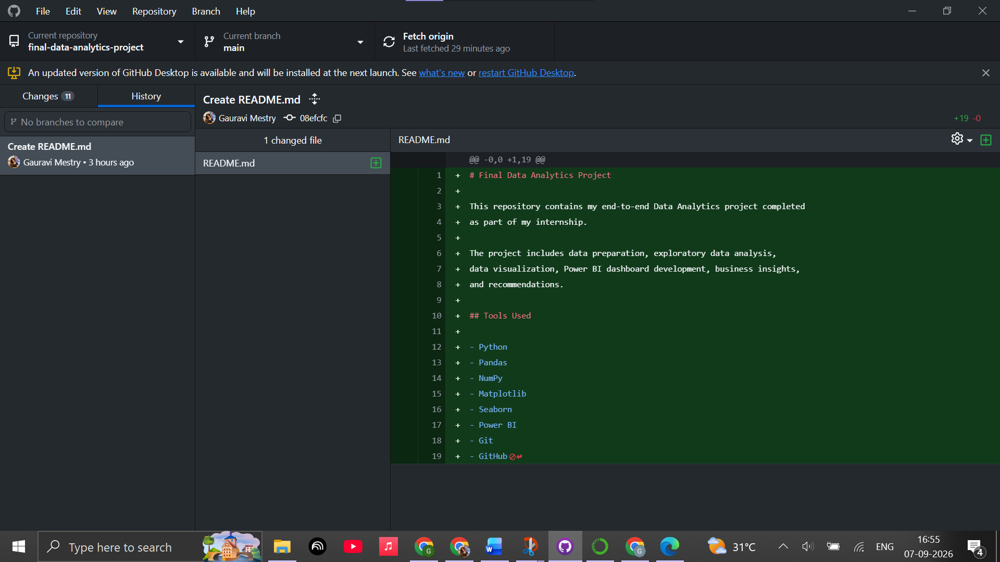 File Edit View Repository Branch Help
Current repository
final-data-analytics-project
Current branch
main
Fetch origin
Last fetched 29 minutes ago
An updated version of GitHub Desktop is available and will be installed at the next launch. See what's new or restart GitHub Desktop.
Changes 11
History
No branches to compare
Create README.md
Gauravi Mestry • 3 hours ago
Create README.md
Gauravi Mestry 08efcfc
+19 -0
1 changed file
README.md
README.md
@@ -0,0 +1,19 @@
1 + # Final Data Analytics Project
2 +
3 + This repository contains my end-to-end Data Analytics project completed
4 + as part of my internship.
5 +
6 + The project includes data preparation, exploratory data analysis,
7 + data visualization, Power BI dashboard development, business insights,
8 + and recommendations.
9 +
10 + ## Tools Used
11 +
12 + - Python
13 + - Pandas
14 + - NumPy
15 + - Matplotlib
16 + - Seaborn
17 + - Power BI
18 + - Git
19 + - GitHub
Type here to search
G
W
G
31°C
ENG
16:55
07-09-2026
4